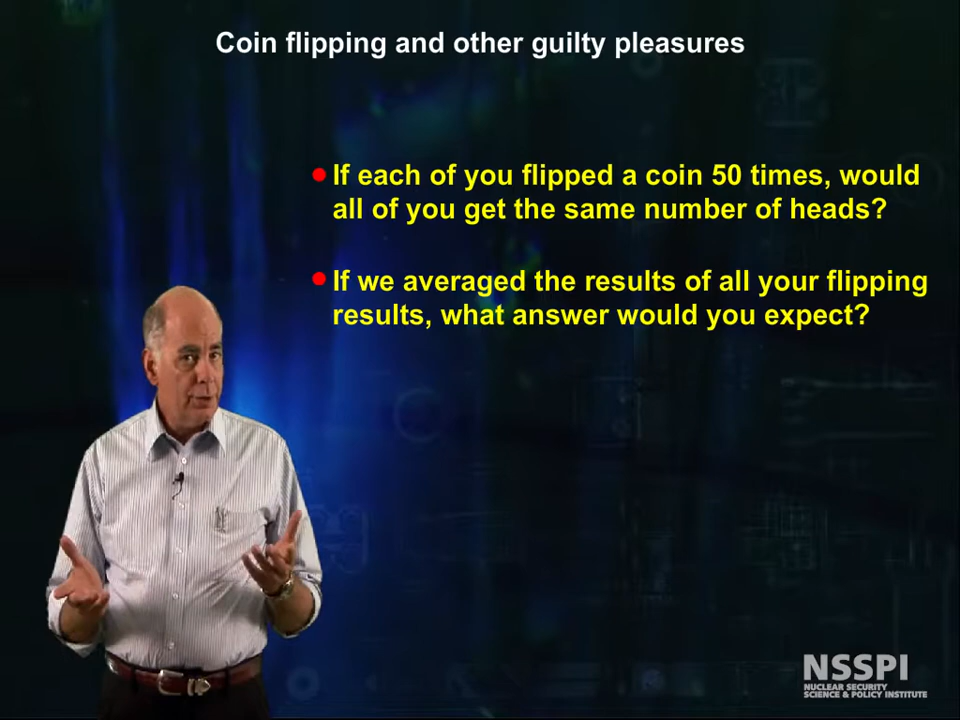 Coin flipping and other guilty pleasures
If each of you flipped a coin 50 times, would
all of you get the same number of heads?
If we averaged the results of all your flipping
results, what answer would you expect?
NSSPI
NUCLEAR SECURITY
SCIENCE & POLICY INSTITUTE